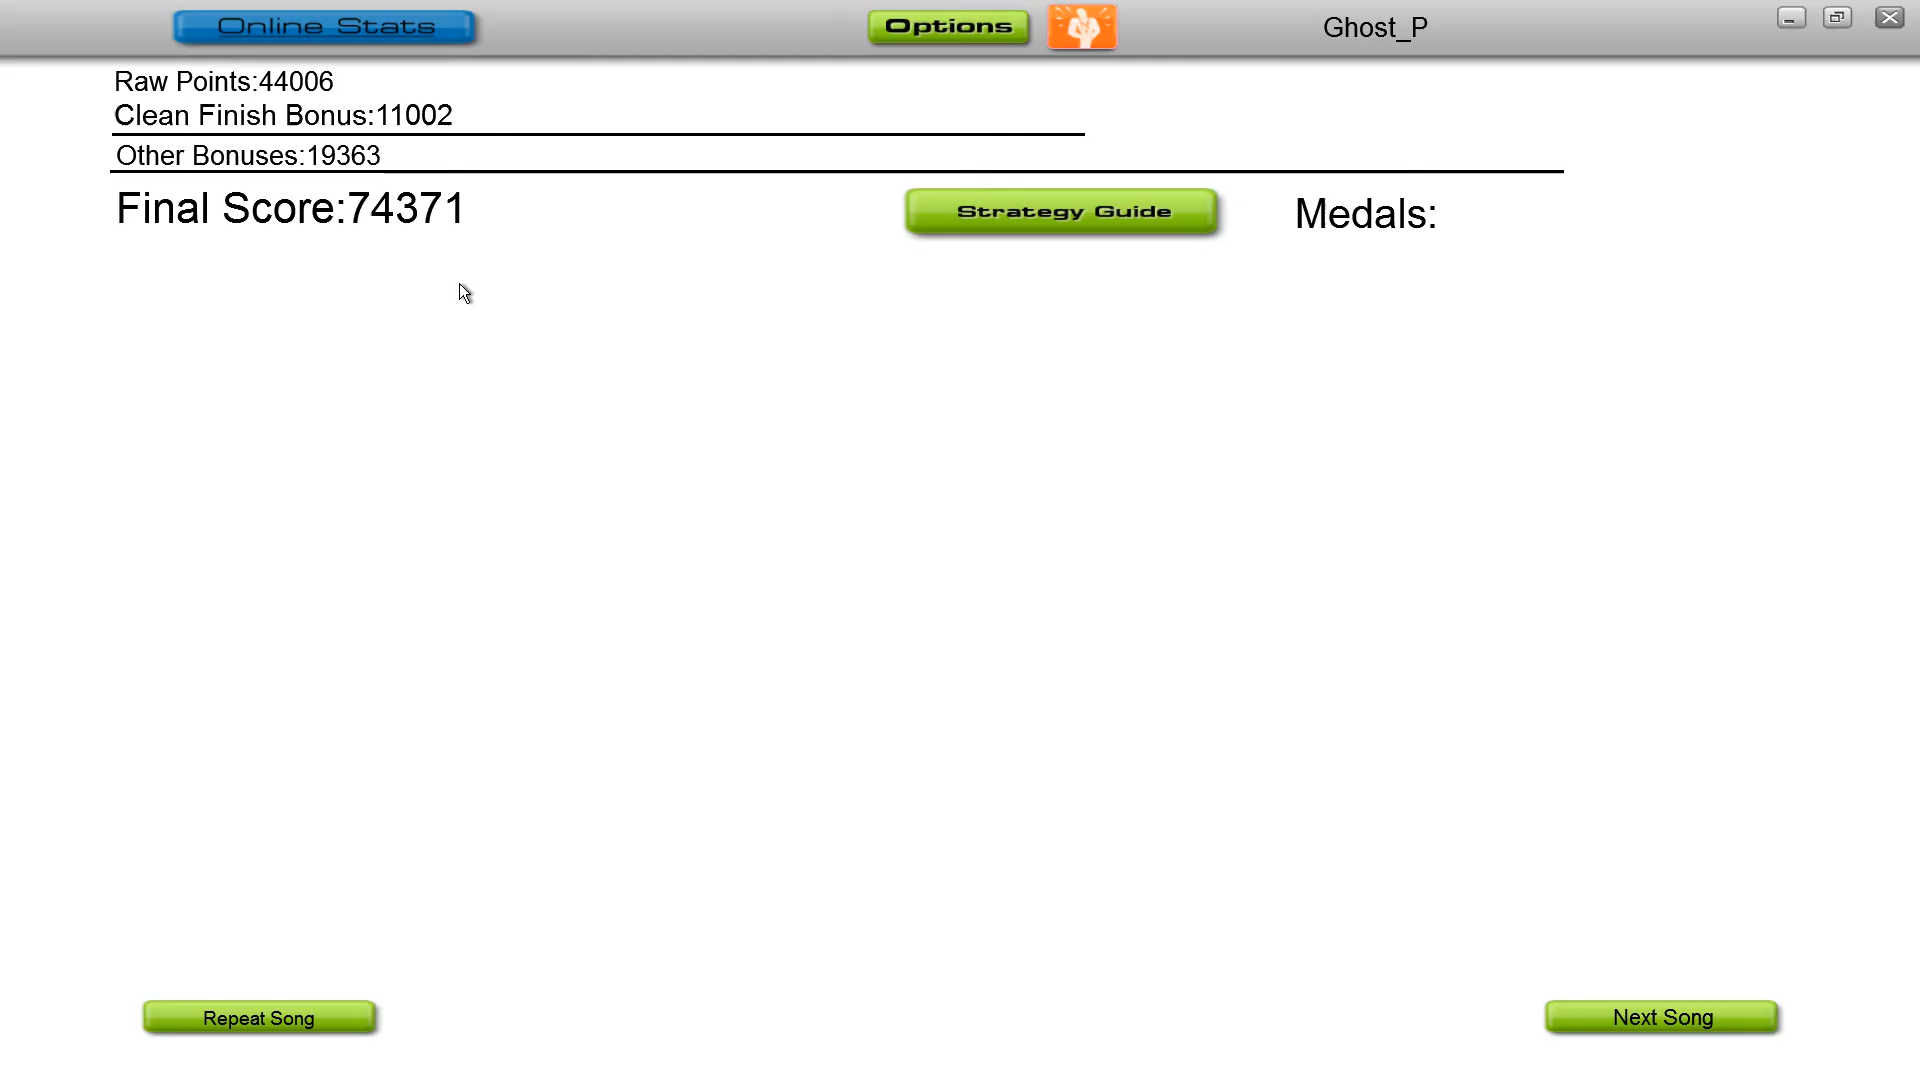 Online Stats
Options
Ghost_P
Raw Points:44006
Clean Finish Bonus:11002
Other Bonuses:19363
Final Score:74371
Strategy Guide
Medals:
Repeat Song
Next Song